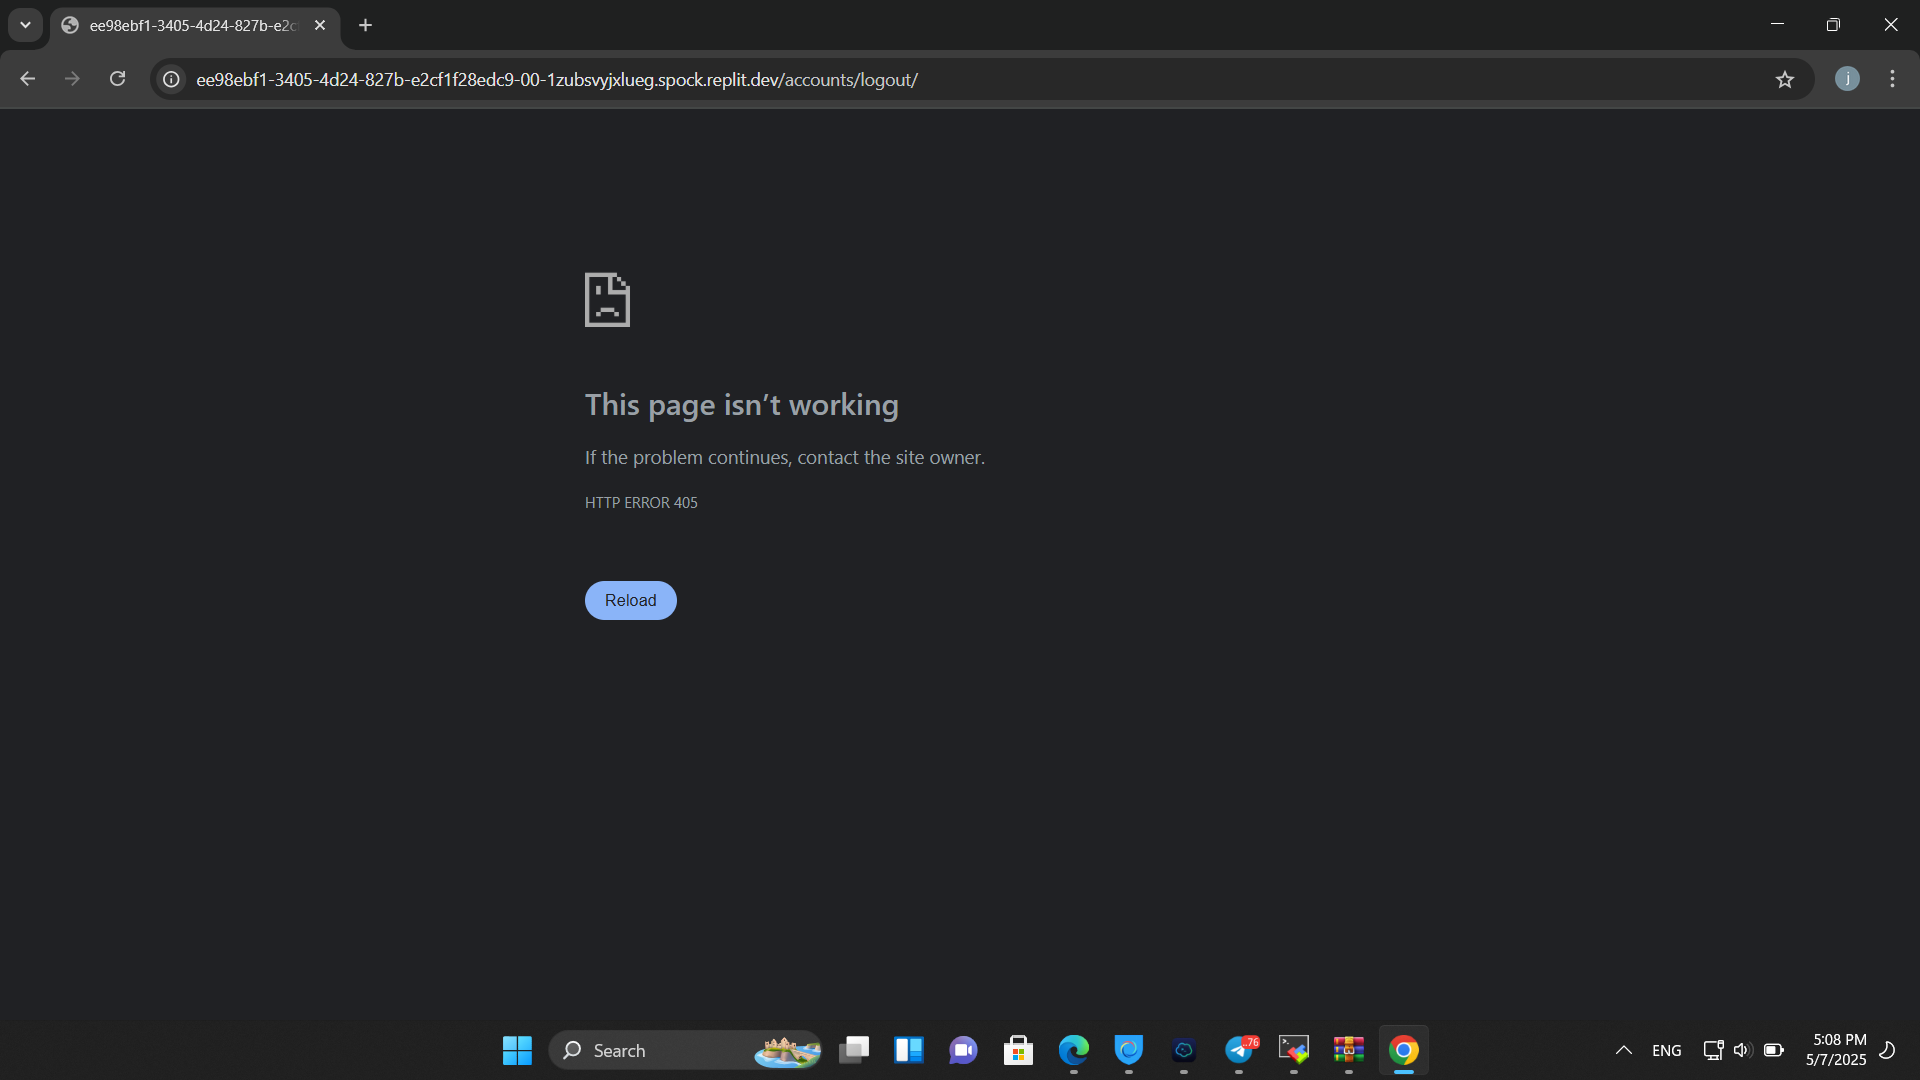 ee98ebf1-3405-4d24-827b-e2c
ee98ebf1-3405-4d24-827b-e2cf1f28edc9-00-1zubsvyjxlueg.spock.replit.dev/accounts/logout/
j
This page isn’t working
If the problem continues, contact the site owner.
HTTP ERROR 405
Reload
Search
.76
ENG
5:08 PM
5/7/2025